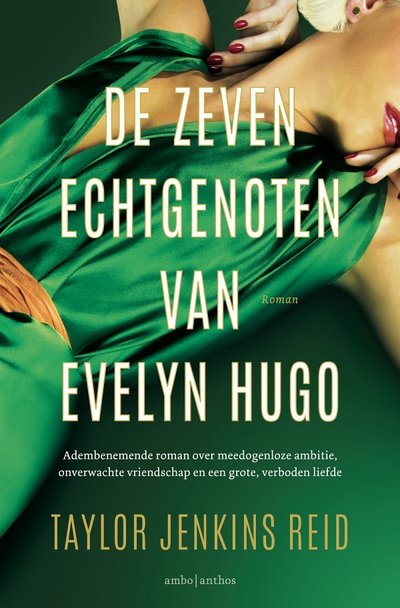 DE ZEVEN
ECHTGENOTEN
VAN
Roman
EVELYN HUGO
Adembenemende roman over meedogenloze ambitie,
onverwachte vriendschap en een grote, verboden liefde
TAYLOR JENKINS REID
ambo|anthos